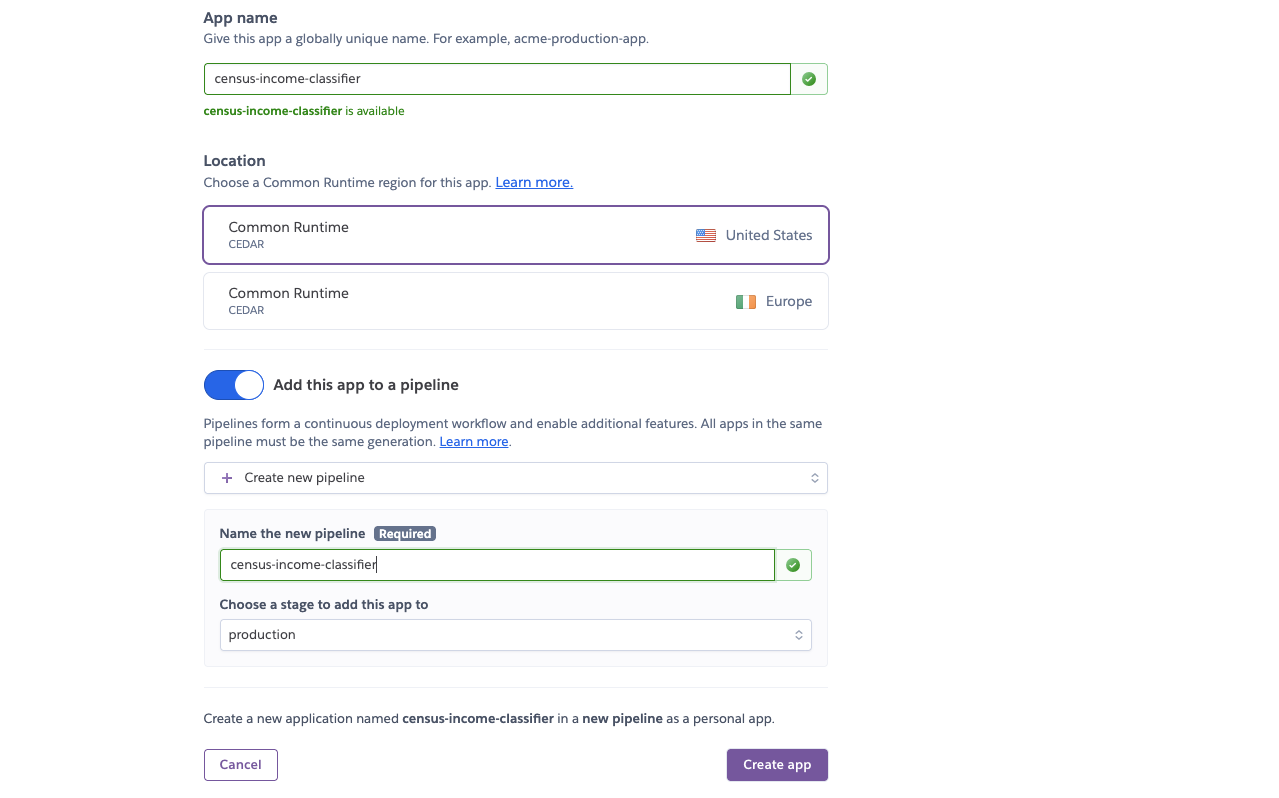 App name
Give this app a globally unique name. For example, acme-production-app.
census-income-classifier
census-income-classifier is available
Location
Choose a Common Runtime region for this app. Learn more.
Common Runtime
CEDAR
United States
Common Runtime
CEDAR
Europe
Add this app to a pipeline
Pipelines form a continuous deployment workflow and enable additional features. All apps in the same
pipeline must be the same generation. Learn more.
+ Create new pipeline
Name the new pipeline Required
census-income-classifier
Choose a stage to add this app to
production
Create a new application named census-income-classifier in a new pipeline as a personal app.
Cancel
Create app